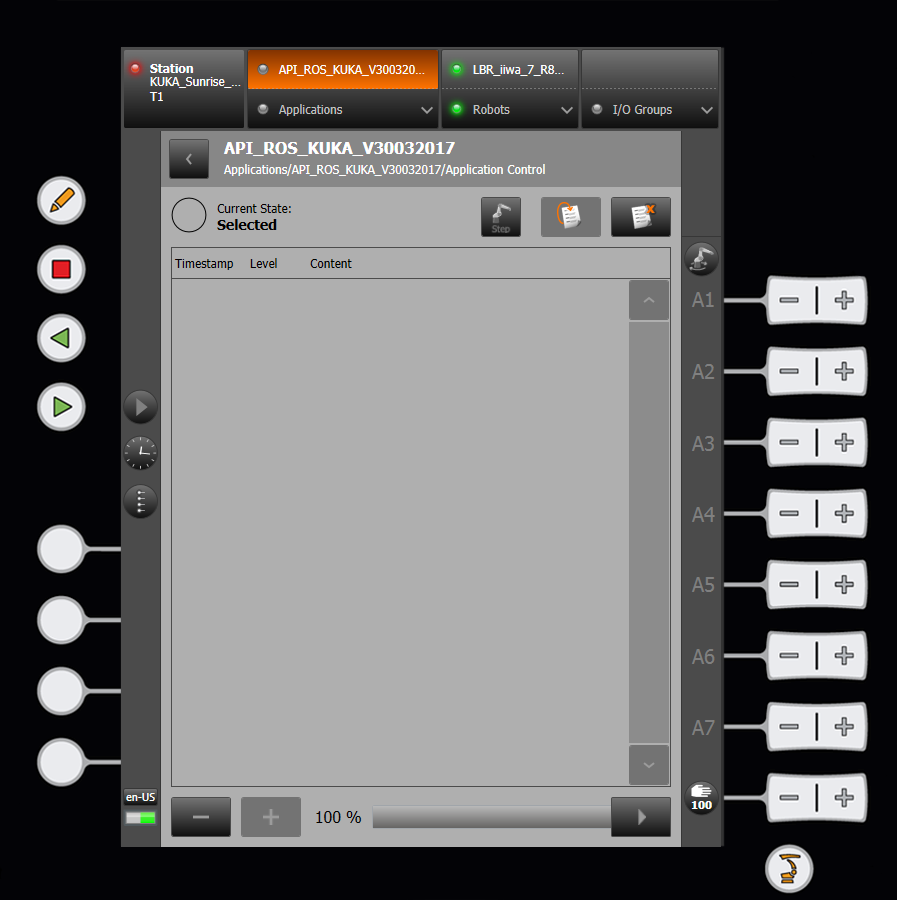 Station
KUKA_Sunrise_...
T1
API_ROS_KUKA_V300320...
Applications
LBR_iiwa_7_R8...
Robots
I/O Groups
API_ROS_KUKA_V30032017
Applications/API_ROS_KUKA_V30032017/Application Control
Current State:
Selected
Step
Timestamp Level Content
A1
A2
A3
A4
A5
A6
A7
en-US
100 %
100